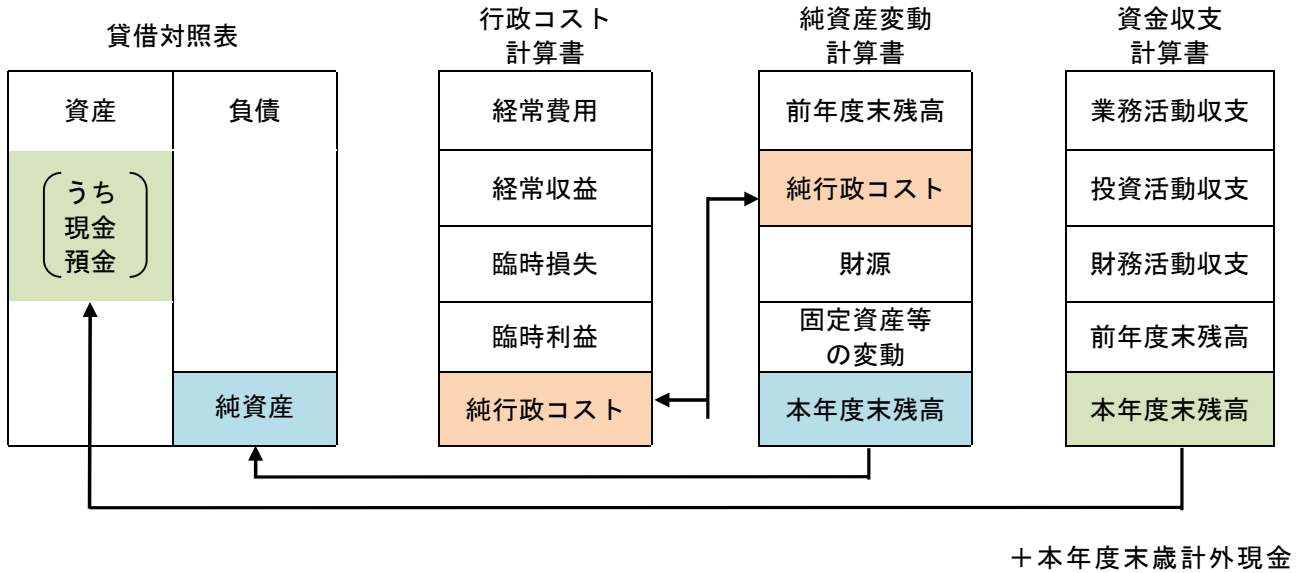 貸借対照表
資産
負債
うち
現金
預金
純資産
行政コスト
計算書
経常費用
経常収益
臨時損失
臨時利益
純行政コスト
純資産変動
計算書
前年度末残高
純行政コスト
財源
固定資産等
の変動
本年度末残高
資金収支
計算書
業務活動収支
投資活動収支
財務活動収支
前年度末残高
本年度末残高
＋本年度末歳計外現金